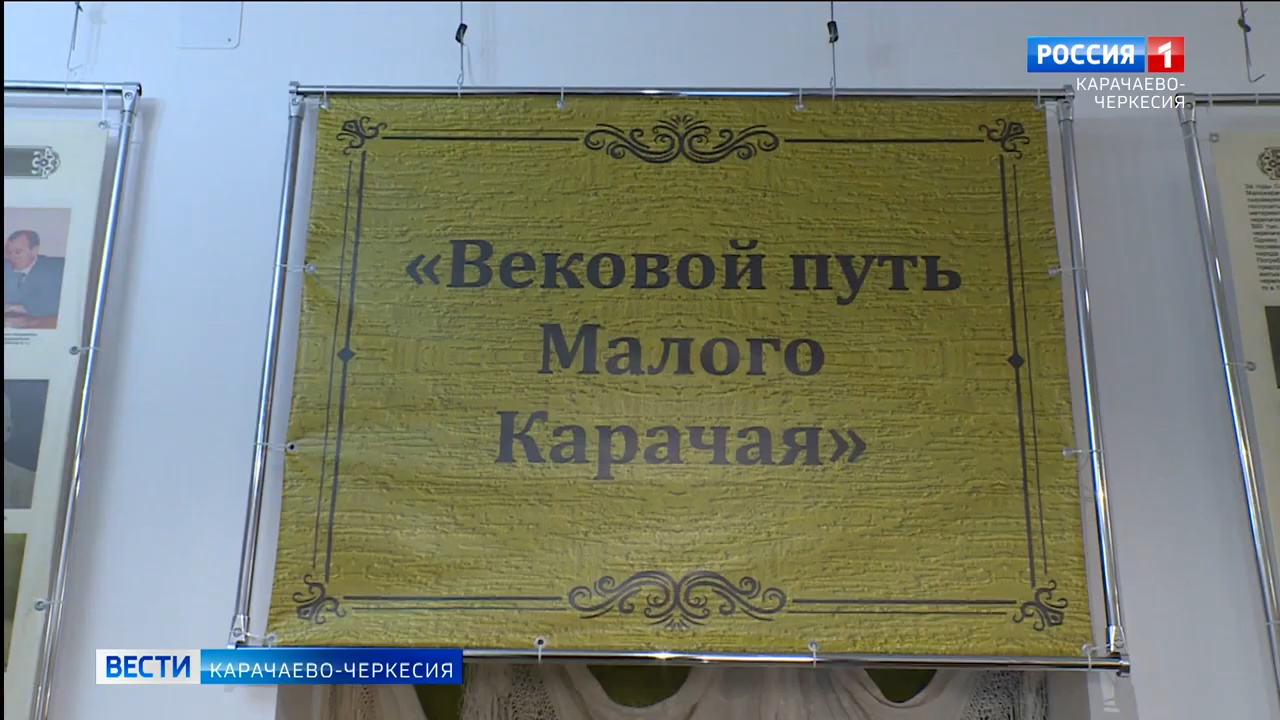 РОССИЯ 1
КАРАЧАЕВО-
ЧЕРКЕСИЯ
«Вековой путь
Малого
Карачая»
ВЕСТИ КАРАЧАЕВО-ЧЕРКЕСИЯ